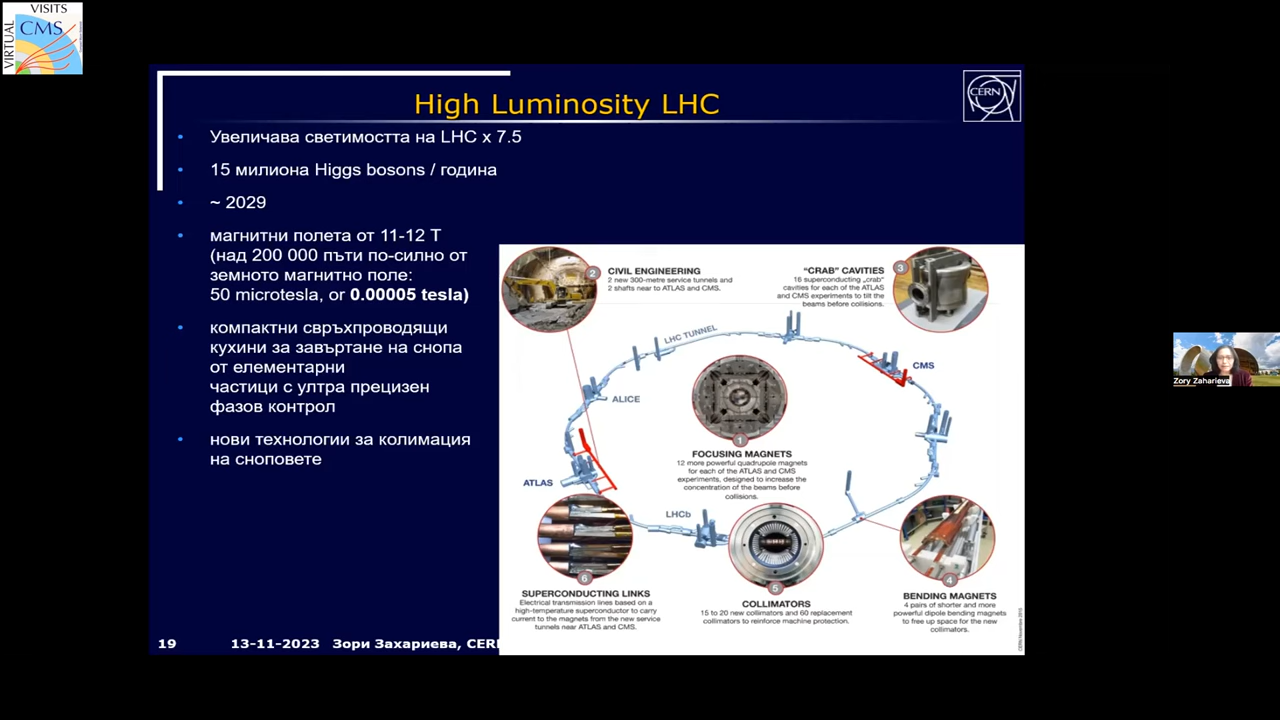 VISITS
CMS
VIRTUAL
High Luminosity LHC
CERN
• Увеличава светимостта на LHC x 7.5
• 15 милиона Higgs bosons / година
• ~ 2029
• магнитни полета от 11-12 Т
(над 200 000 пъти по-силно от
земното магнитно поле:
50 microtesla, or 0.00005 tesla)
• компактни свръхпроводящи
кухини за завъртане на снопа
от елементарни
частици с ултра прецизен
фазов контрол
• нови технологии за колимация
на сноповете
2
CIVIL ENGINEERING
2 new 300-metre service tunnels and
2 shafts near to ATLAS and CMS.
"CRAB" CAVITIES
16 superconducting „crab"
cavities for each of the ATLAS
and CMS experiments to tilt the
beams before collisions.
3
LHC TUNNEL
CMS
ALICE
1
FOCUSING MAGNETS
12 more powerful quadrupole magnets
for each of the ATLAS and CMS
experiments, designed to increase the
concentration of the beams before
collisions.
ATLAS
LHCb
6
SUPERCONDUCTING LINKS
Electrical transmission lines based on a
high-temperature superconductor to carry
current to the magnets from the new service
tunnels near ATLAS and CMS.
5
COLLIMATORS
15 to 20 new collimators and 60 replacement
collimators to reinforce machine protection.
4
BENDING MAGNETS
4 pairs of shorter and more
powerful dipole bending magnets
to free up space for the new
collimators.
19 13-11-2023 Зори Захариева, CER
Zory Zaharieva